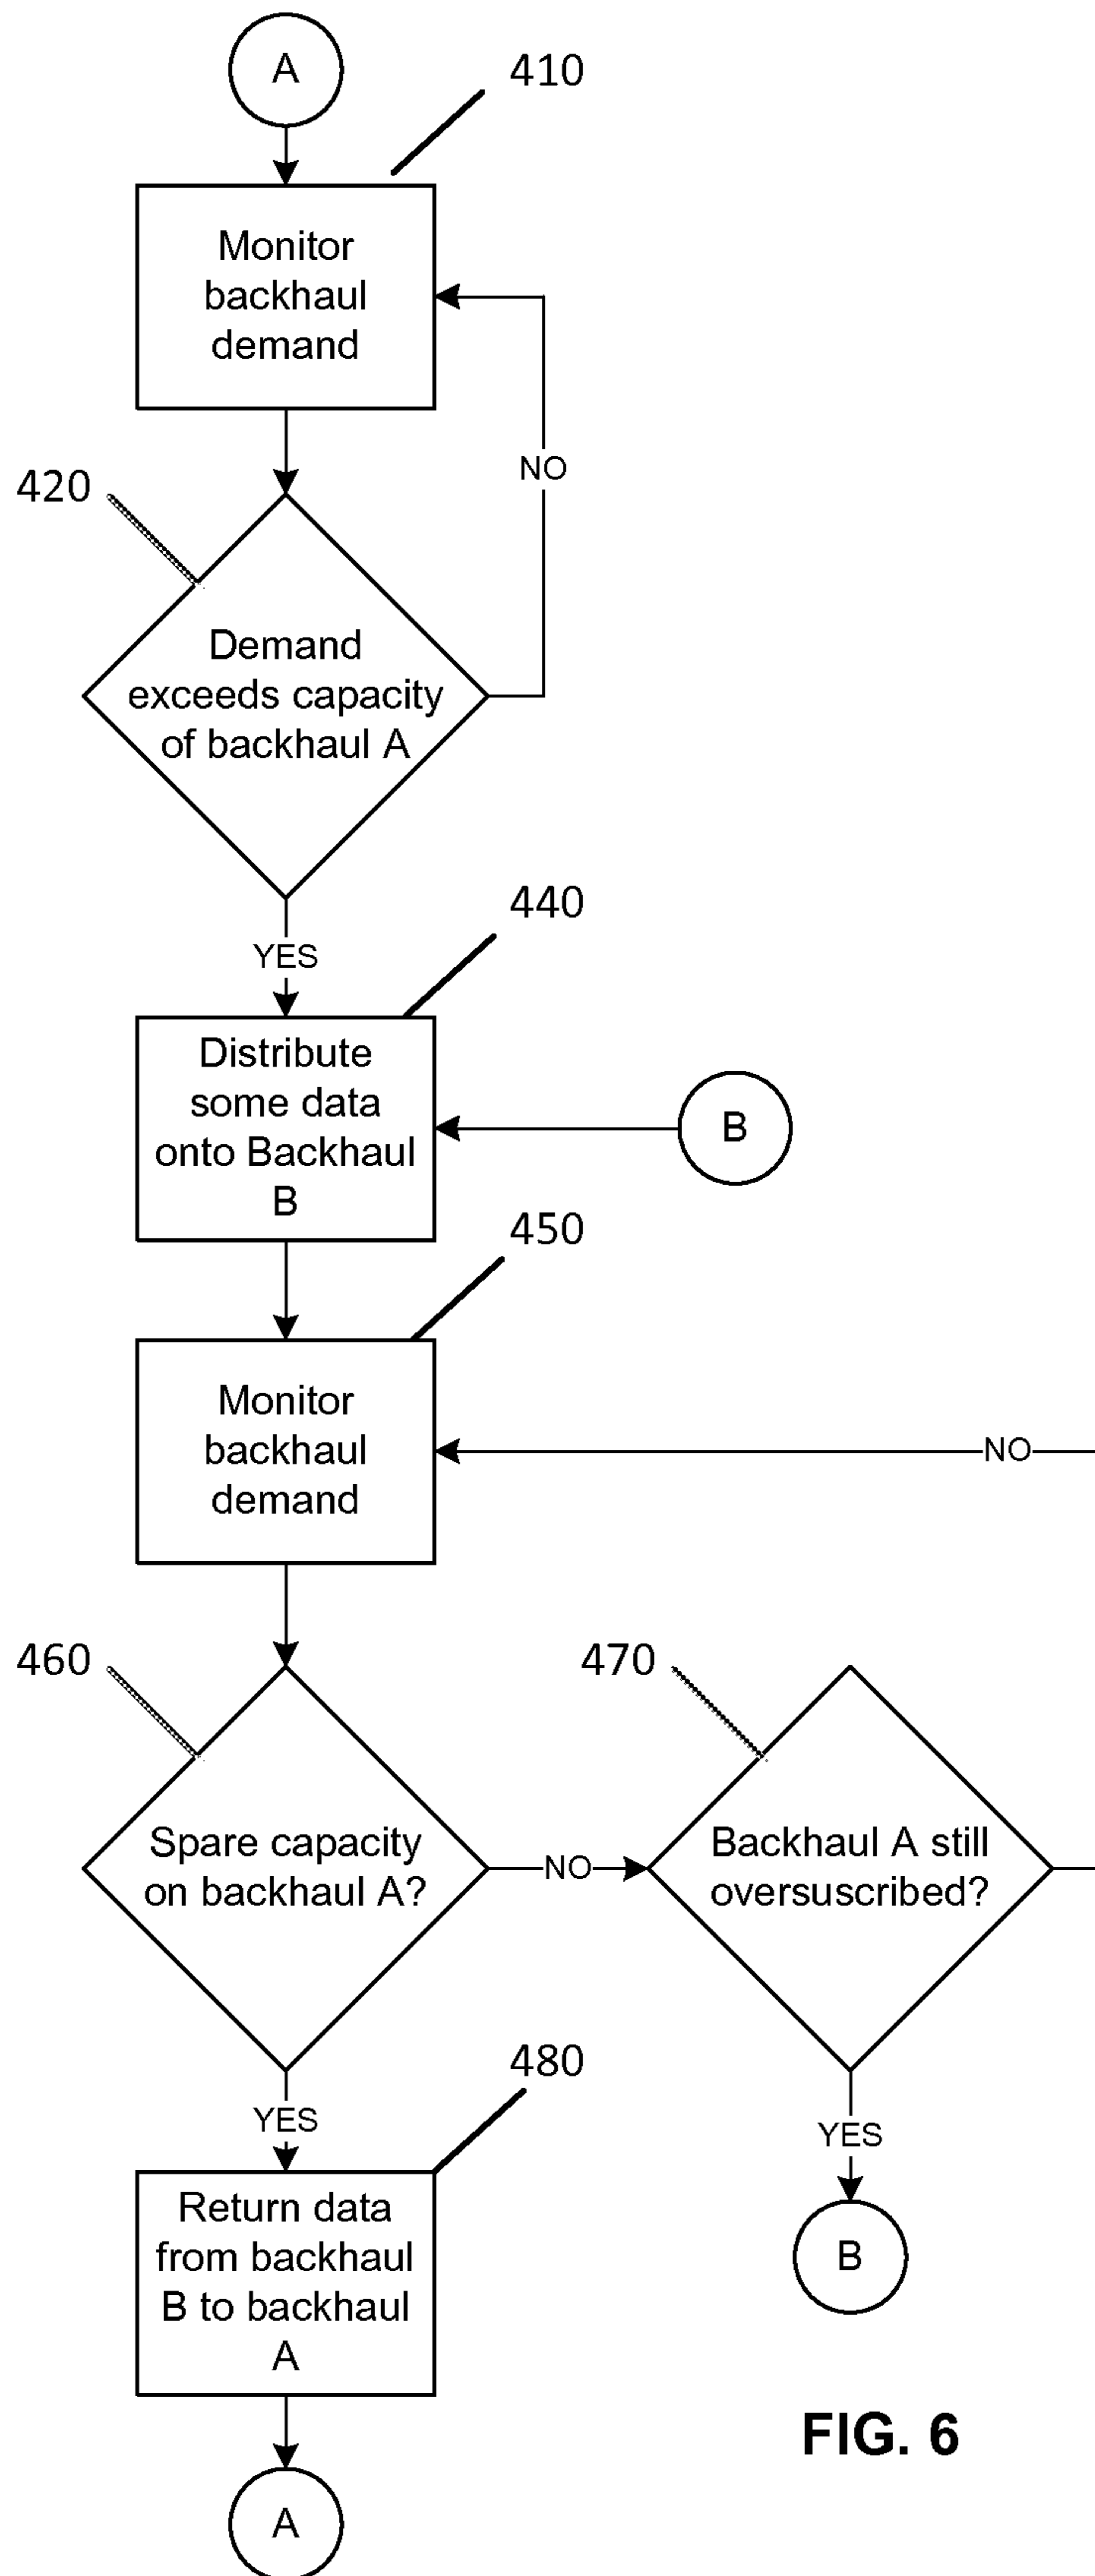 A
410
Monitor
backhaul
demand
NO
420
Demand
exceeds capacity
of backhaul A
YES
440
Distribute
some data
onto Backhaul
B
B
450
Monitor
backhaul
demand
NO
460
Spare capacity
on backhaul A?
NO
470
Backhaul A still
oversuscribed?
YES
480
Return data
from backhaul
B to backhaul
A
YES
B
A
FIG. 6